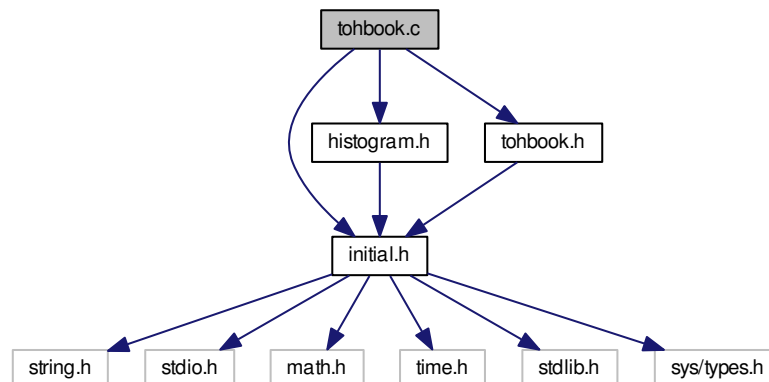 tohbook.c
histogram.h
tohbook.h
initial.h
string.h
stdio.h
math.h
time.h
stdlib.h
sys/types.h